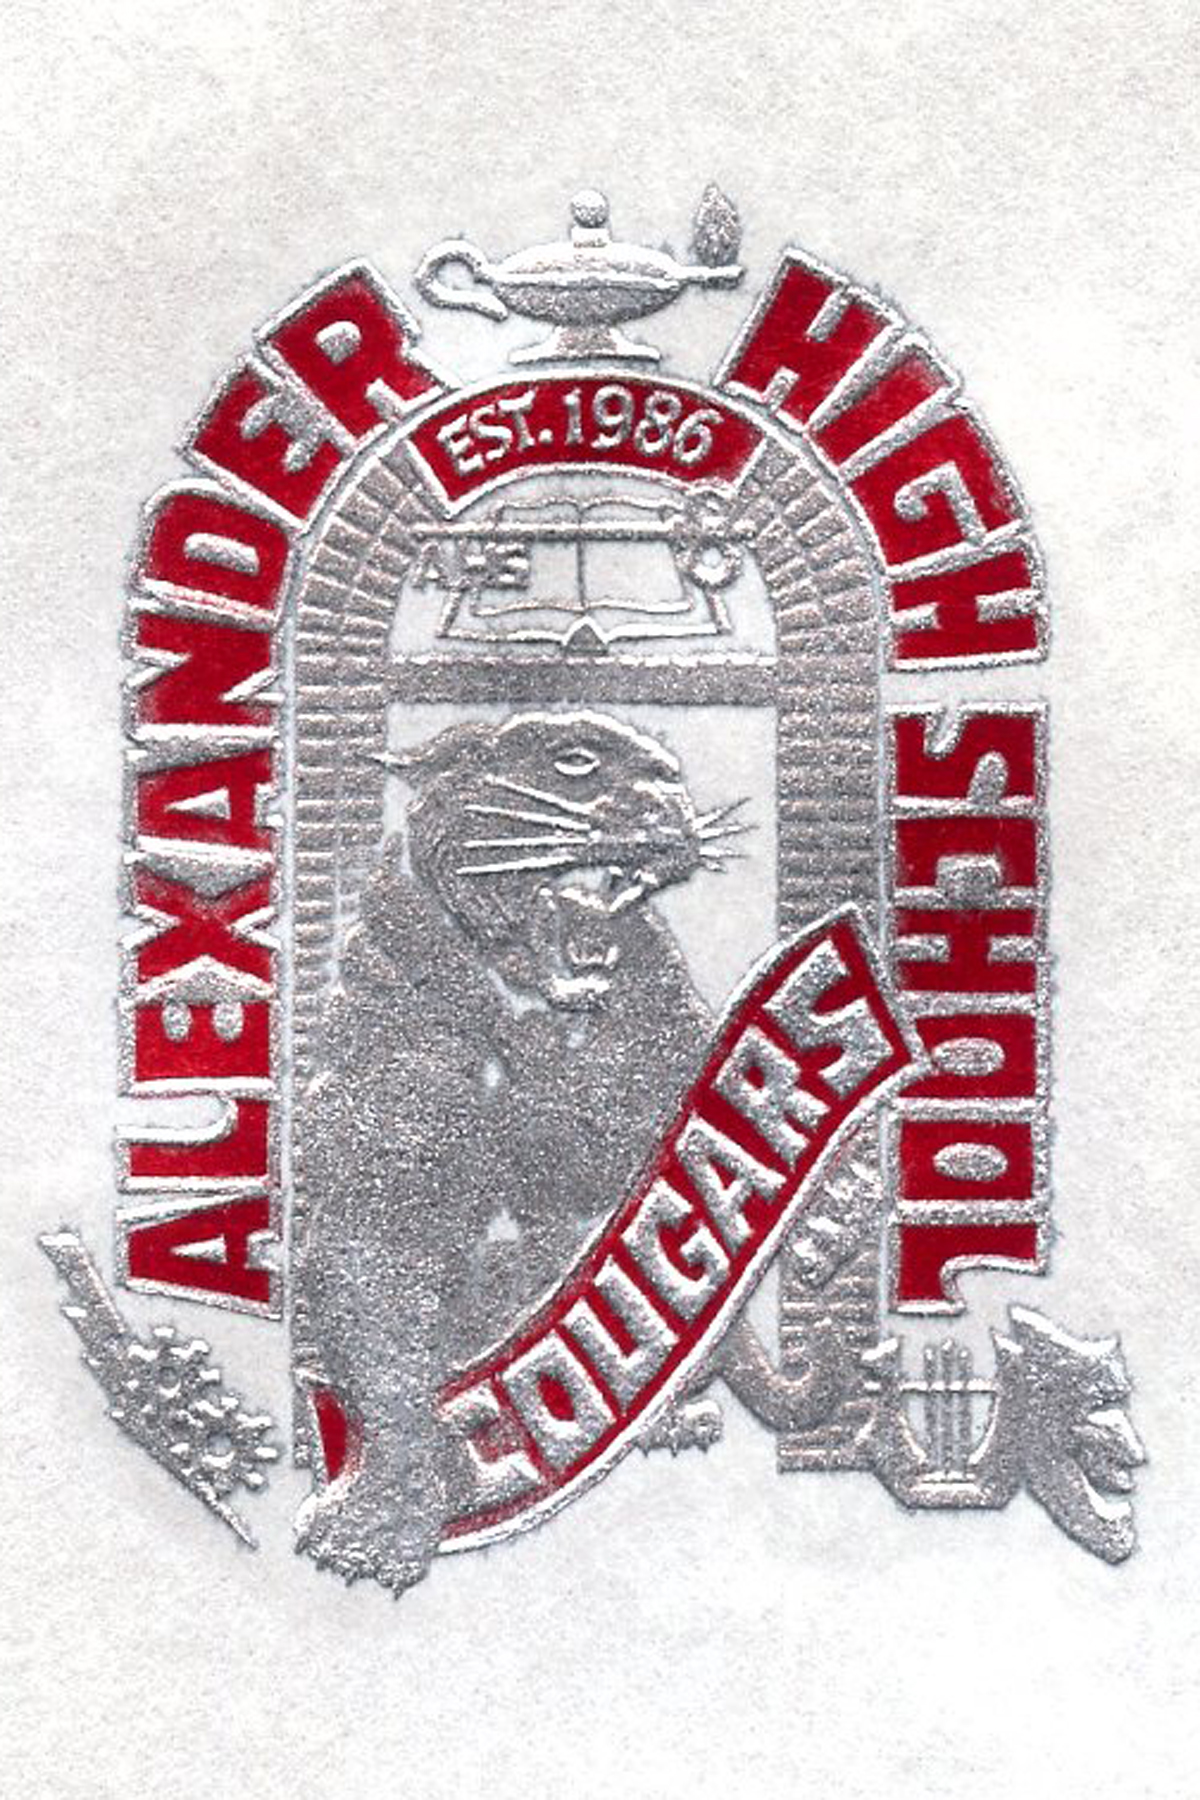 ALEXANDER HIGH SCHOOL
EST. 1986
AHS
COUGARS